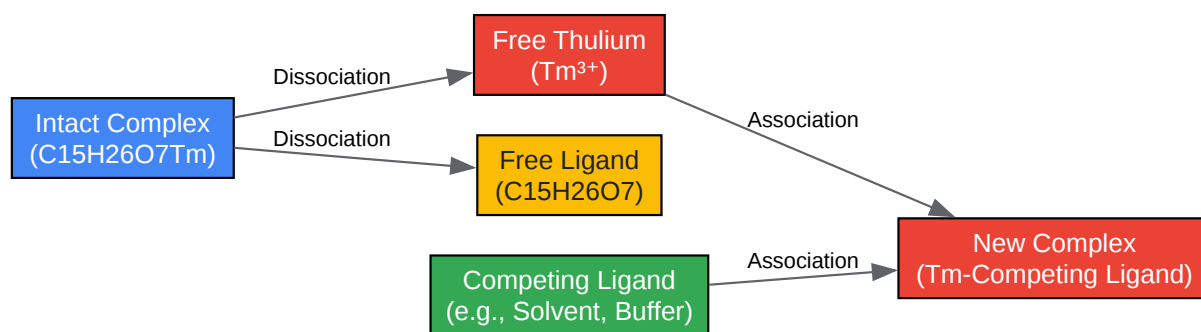 Free Thulium
(Tm³⁺)
Dissociation
Intact Complex
(C15H26O7Tm)
Association
Dissociation
Free Ligand
(C15H26O7)
New Complex
(Tm-Competing Ligand)
Association
Competing Ligand
(e.g., Solvent, Buffer)